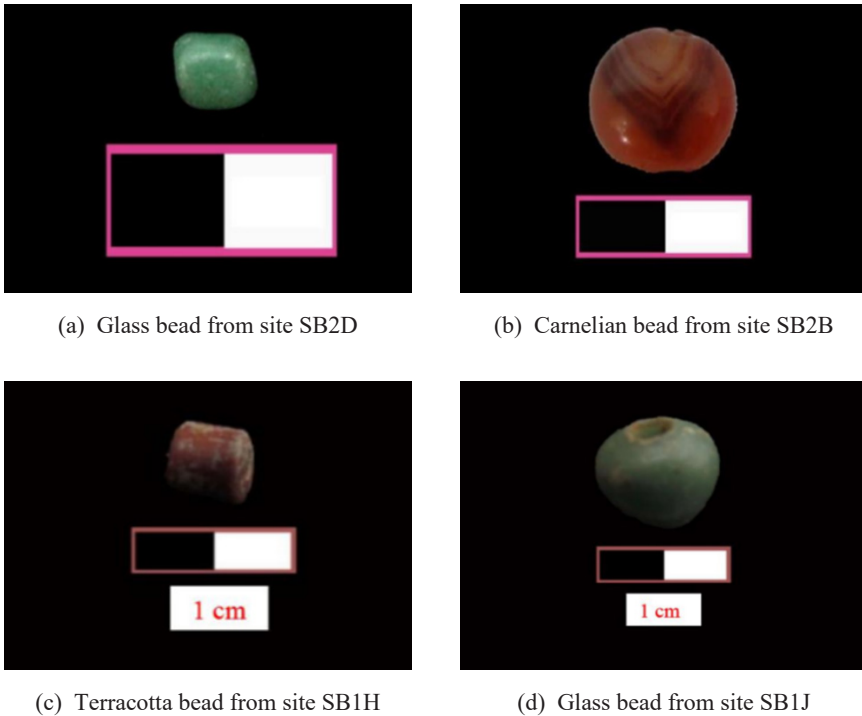 (a) Glass bead from site SB2D
(b) Carnelian bead from site SB2B
1 cm
1 cm
(c) Terracotta bead from site SB1H
(d) Glass bead from site SB1J